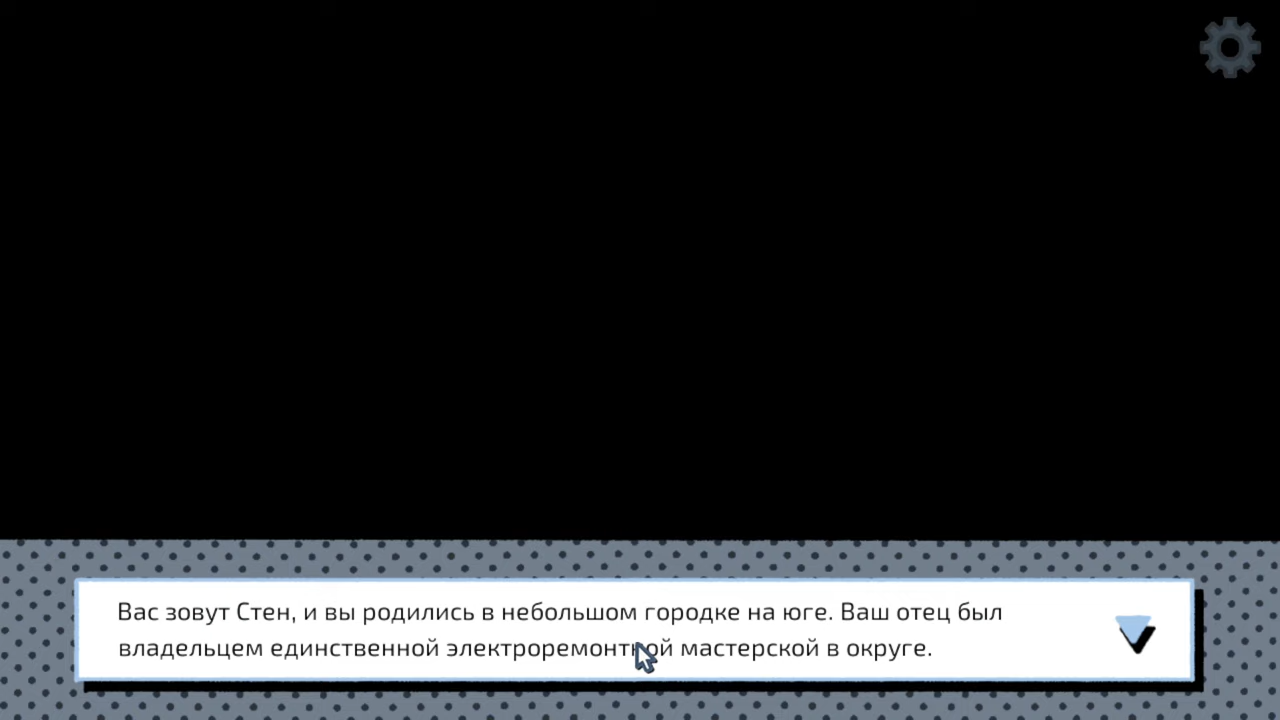 Вас зовут Стен, и вы родились в небольшом городке на юге. Ваш отец был
владельцем единственной электроремонтной мастерской в округе.